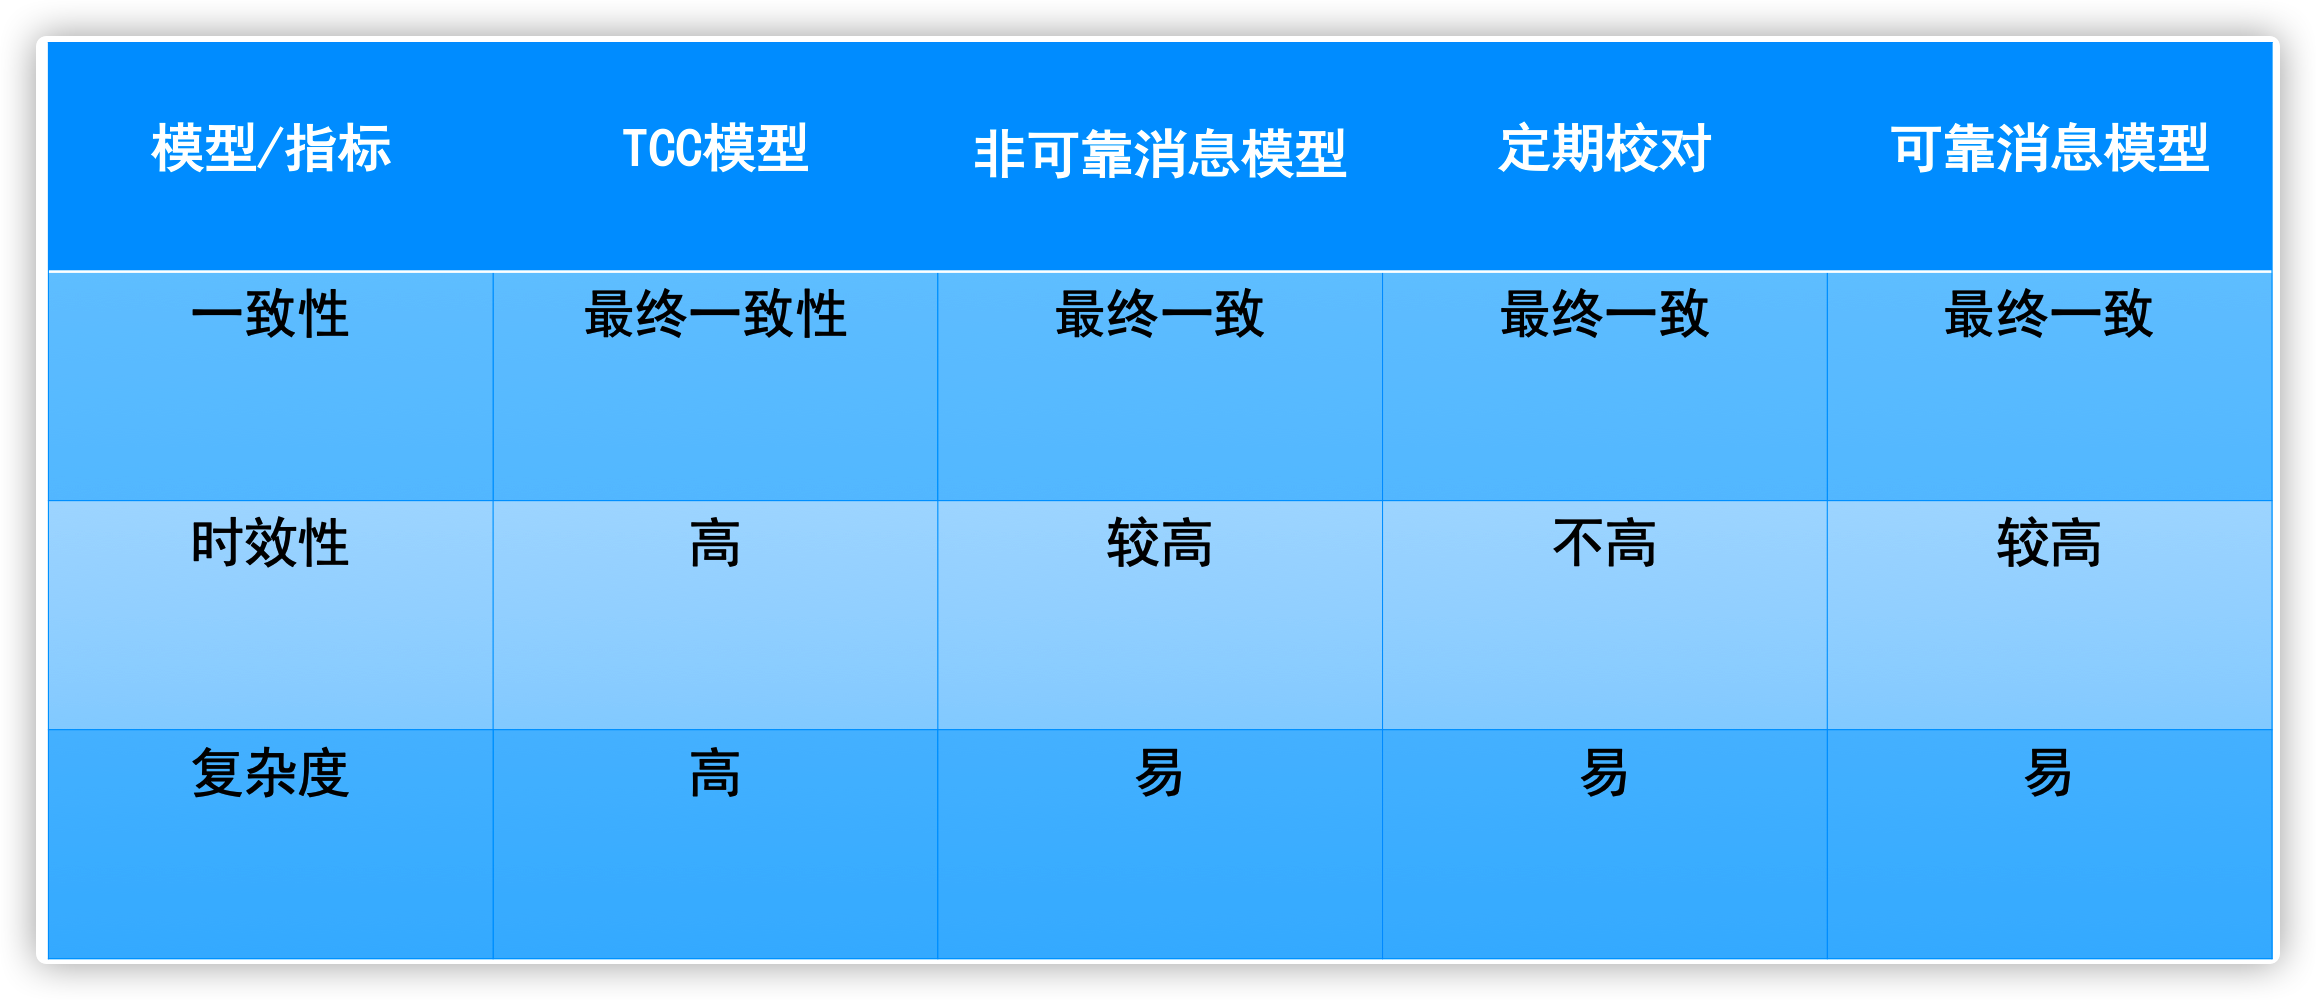 模型/指标 TCC模型 非可靠消息模型 定期校对 可靠消息模型
一致性 最终一致性 最终一致 最终一致 最终一致
时效性 高 较高 不高 较高
复杂度 高 易 易 易